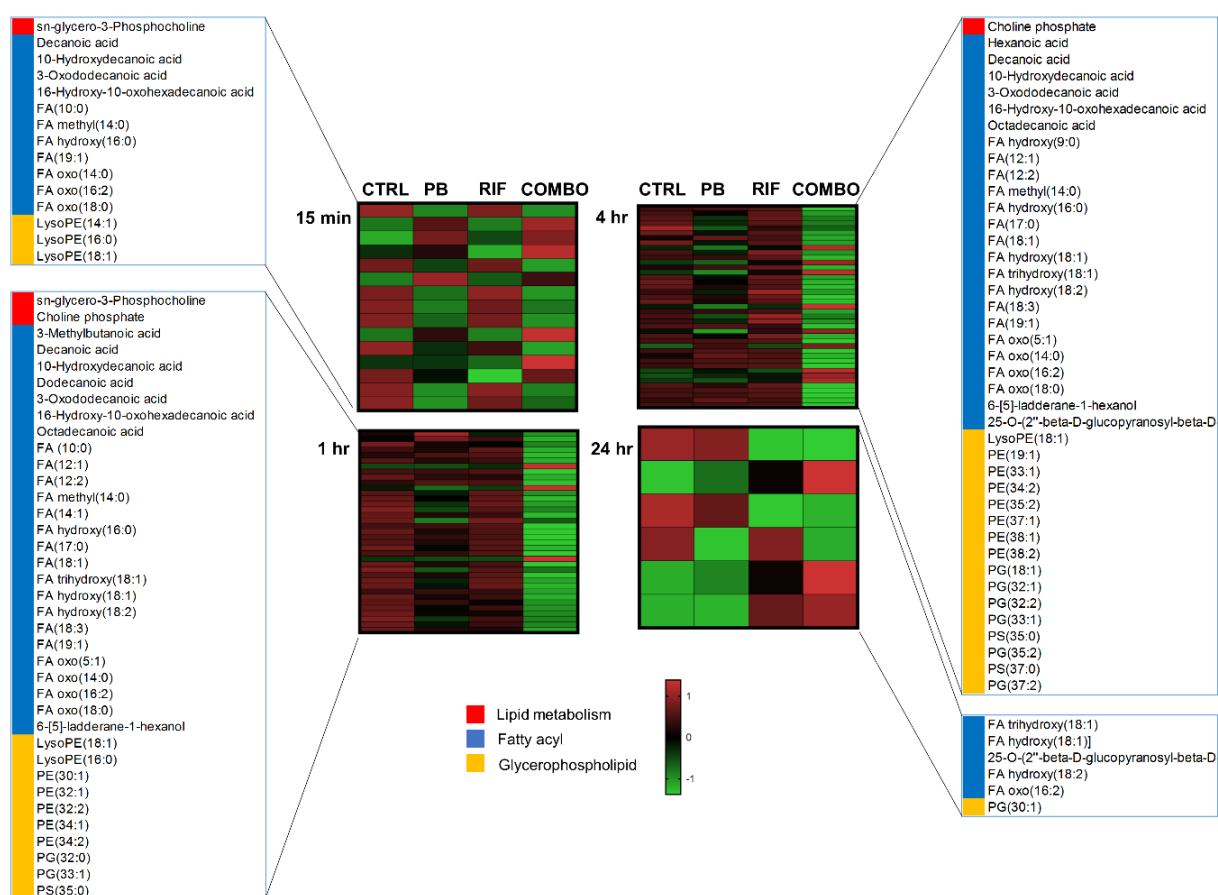 sn-glycero-3-Phosphocholine
Decanoic acid
10-Hydroxydecanoic acid
3-Oxododecanoic acid
16-Hydroxy-10-oxohexadecanoic acid
FA(10:0)
FA methyl(14:0)
FA hydroxy(16:0)
FA(19:1)
FA oxo(14:0)
FA oxo(16:2)
FA oxo(18:0)
LysoPE(14:1)
LysoPE(16:0)
LysoPE(18:1)
sn-glycero-3-Phosphocholine
Choline phosphate
3-Methylbutanoic acid
Decanoic acid
10-Hydroxydecanoic acid
Dodecanoic acid
3-Oxododecanoic acid
16-Hydroxy-10-oxohexadecanoic acid
Octadecanoic acid
FA (10:0)
FA(12:1)
FA(12:2)
FA methyl(14:0)
FA(14:1)
FA hydroxy(16:0)
FA(17:0)
FA(18:1)
FA trihydroxy(18:1)
FA hydroxy(18:1)
FA hydroxy(18:2)
FA(18:3)
FA(19:1)
FA oxo(5:1)
FA oxo(14:0)
FA oxo(16:2)
FA oxo(18:0)
6-[5]-ladderane-1-hexanol
LysoPE(18:1)
LysoPE(16:0)
PE(30:1)
PE(32:1)
PE(32:2)
PE(34:1)
PE(34:2)
PG(32:0)
PG(33:1)
PS(35:0)
CTRL PB RIF COMBO
15 min
1 hr
CTRL PB RIF COMBO
4 hr
24 hr
Lipid metabolism
Fatty acyl
Glycerophospholipid
1
0
-1
Choline phosphate
Hexanoic acid
Decanoic acid
10-Hydroxydecanoic acid
3-Oxododecanoic acid
16-Hydroxy-10-oxohexadecanoic acid
Octadecanoic acid
FA hydroxy(9:0)
FA(12:1)
FA(12:2)
FA methyl(14:0)
FA hydroxy(16:0)
FA(17:0)
FA(18:1)
FA hydroxy(18:1)
FA trihydroxy(18:1)
FA hydroxy(18:2)
FA(18:3)
FA(19:1)
FA oxo(5:1)
FA oxo(14:0)
FA oxo(16:2)
FA oxo(18:0)
6-[5]-ladderane-1-hexanol
25-O-(2"-beta-D-glucopyranosyl-beta-D
LysoPE(18:1)
PE(19:1)
PE(33:1)
PE(34:2)
PE(35:2)
PE(37:1)
PE(38:1)
PE(38:2)
PG(18:1)
PG(32:1)
PG(32:2)
PG(33:1)
PS(35:0)
PG(35:2)
PS(37:0)
PG(37:2)
FA trihydroxy(18:1)
FA hydroxy(18:1)]
25-O-(2"-beta-D-glucopyranosyl-beta-D
FA hydroxy(18:2)
FA oxo(16:2)
PG(30:1)